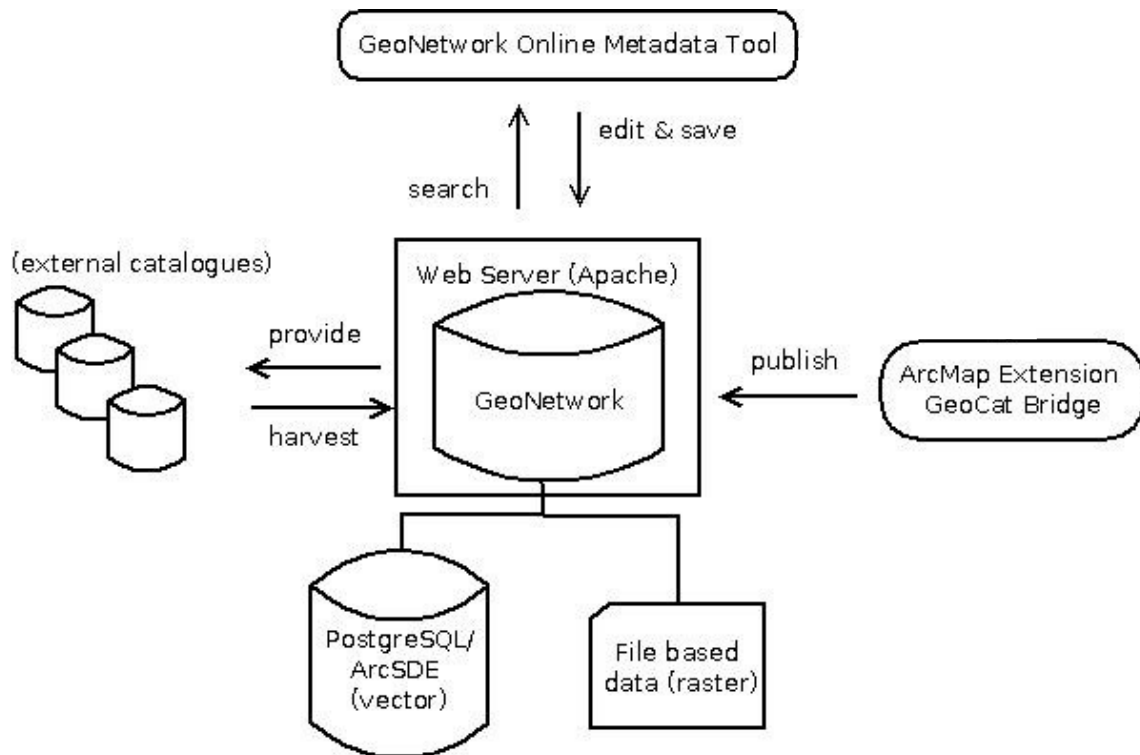 GeoNetwork Online Metadata Tool
edit & save
search
(external catalogues)
Web Server (Apache)
provide
publish
GeoNetwork
ArcMap Extension
GeoCat Bridge
harvest
PostgreSQL/
ArcSDE
(vector)
File based
data (raster)